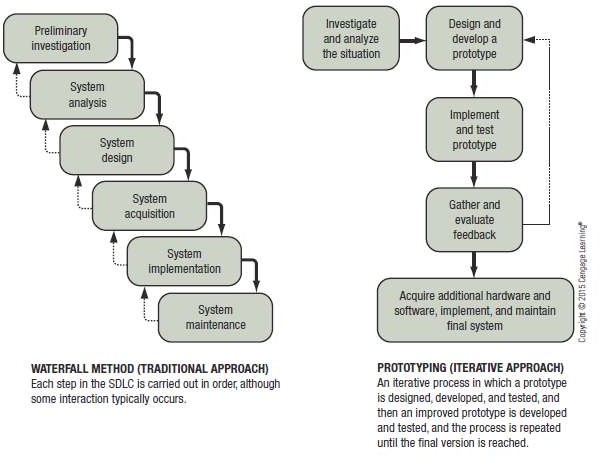 Preliminary
investigation
System
analysis
System
design
System
acquisition
System
implementation
System
maintenance
WATERFALL METHOD (TRADITIONAL APPROACH)
Each step in the SDLC is carried out in order, although
some interaction typically occurs.
Investigate
and analyze
the situation
Design and
develop a
prototype
Implement
and test
prototype
Gather and
evaluate
feedback
Acquire additional hardware and
software, implement, and maintain
final system
PROTOTYPING (ITERATIVE APPROACH)
An iterative process in which a prototype
is designed, developed, and tested, and
then an improved prototype is developed
and tested, and the process is repeated
until the final version is reached.
Copyright © 2015 Cengage Learning®